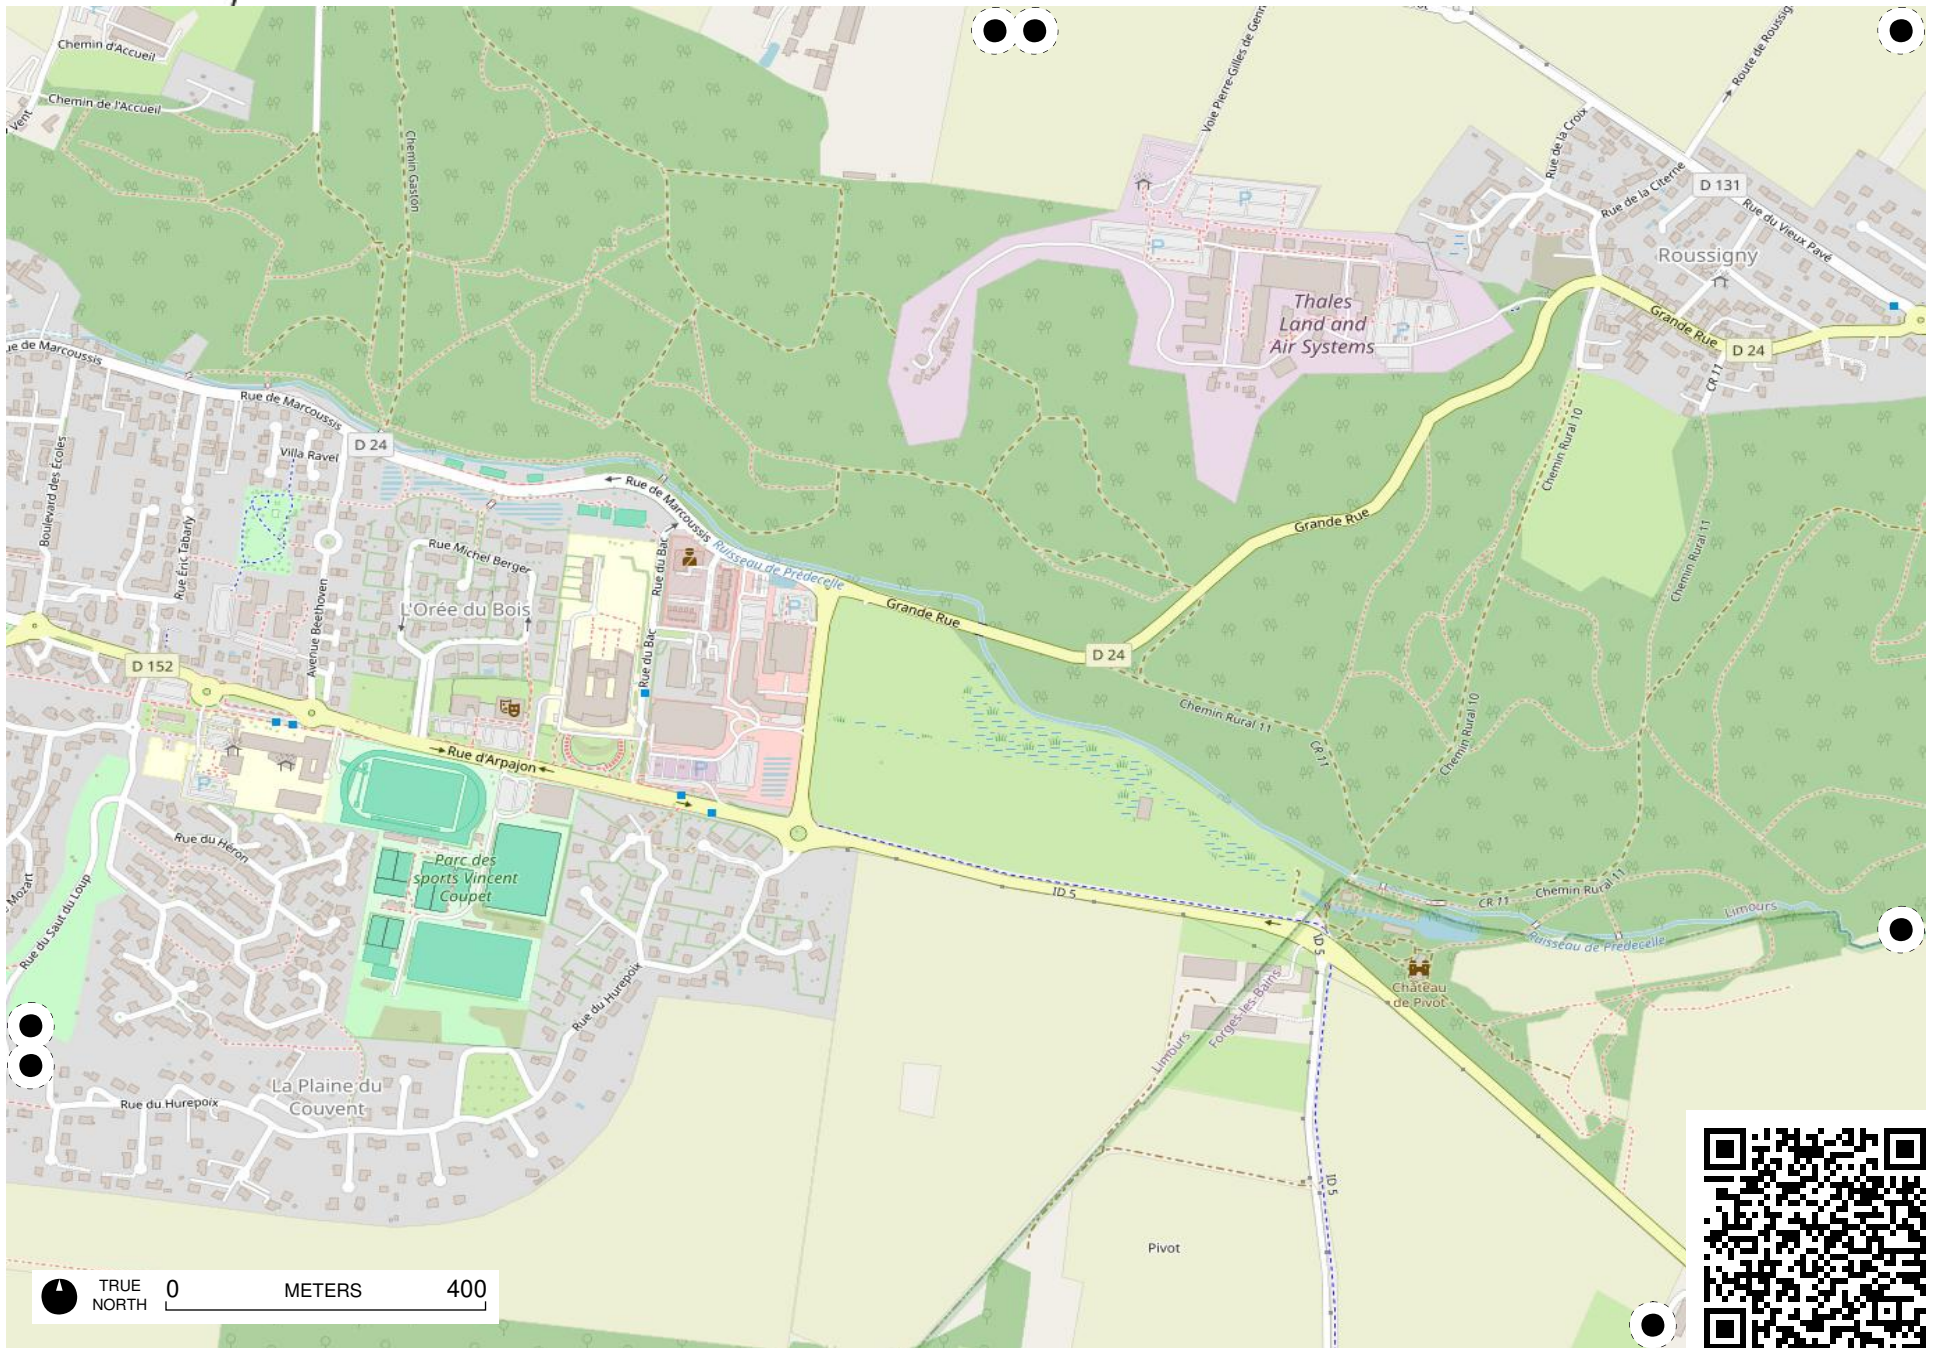 Chemin d'Accueil
Chemin de l'Accueil
Vent
Chemin Gaston
Voie Pierre-Gilles de Genn
Route de Roussig
Rue de la Croix
Rue de la Citerne
D 131
Rue du Vieux Pavé
Roussigny
P
P
Thales
Land and
Air Systems
P
Grande Rue
D 24
CR 11
ue de Marcoussis
Rue de Marcoussis
D 24
Villa Ravel
Boulevard des Écoles
Rue Éric Tabarly
Rue de Marcoussis
Chemin Rural 10
Grande Rue
Rue Michel Berger
Rue du Bac
Ruisseau de Prédecelle
Chemin Rural 11
L'Orée du Bois
P
Grande Rue
Avenue Beethoven
Rue du Bac
D 152
D 24
Chemin Rural 11
CR 11
Chemin Rural 10
Rue d'Arpajon
P
P
Rue du Héron
Parc des
sports Vincent
Coupet
Mozart
Rue du Saut du Loup
ID 5
Chemin Rural 11
CR 11
Limours
Ruisseau de Prédecelle
ID 5
Château
de Pivot
Rue du Hurepoix
Forges-les-Bains
Limours
La Plaine du
Couvent
Rue du Hurepoix
ID 5
Pivot
TRUE
NORTH
0 METERS 400